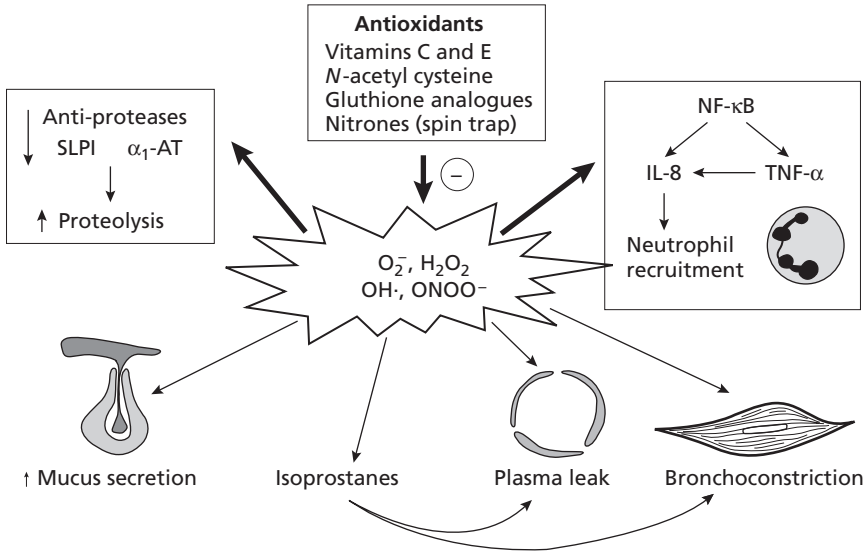 Antioxidants
Vitamins C and E
N-acetyl cysteine
Gluthione analogues
Nitrones (spin trap)
−
↓ Anti-proteases
SLPI α₁-AT
↑ Proteolysis
NF-κB
IL-8 TNF-α
Neutrophil
recruitment
O₂⁻, H₂O₂
OH·, ONOO⁻
↑ Mucus secretion
Isoprostanes
Plasma leak
Bronchoconstriction